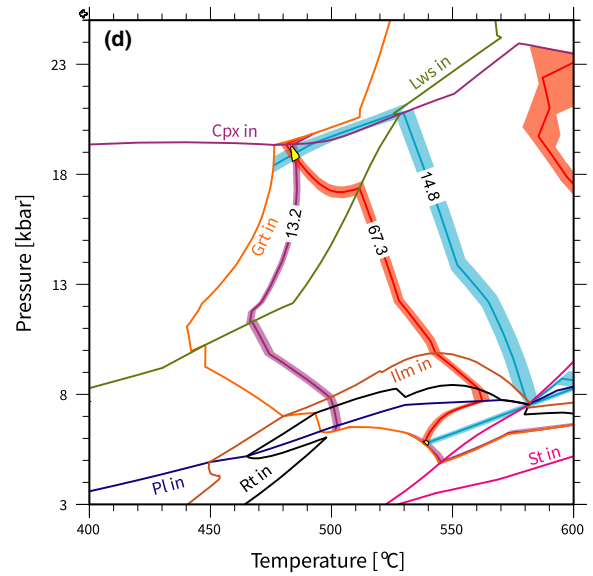 (d)
23
18
13
8
3
Pressure [kbar]
Lws in
Cpx in
14.8
13.2
Grt in
67.3
Ilm in
Pl in
Rt in
St in
400 450 500 550 600
Temperature [℃]